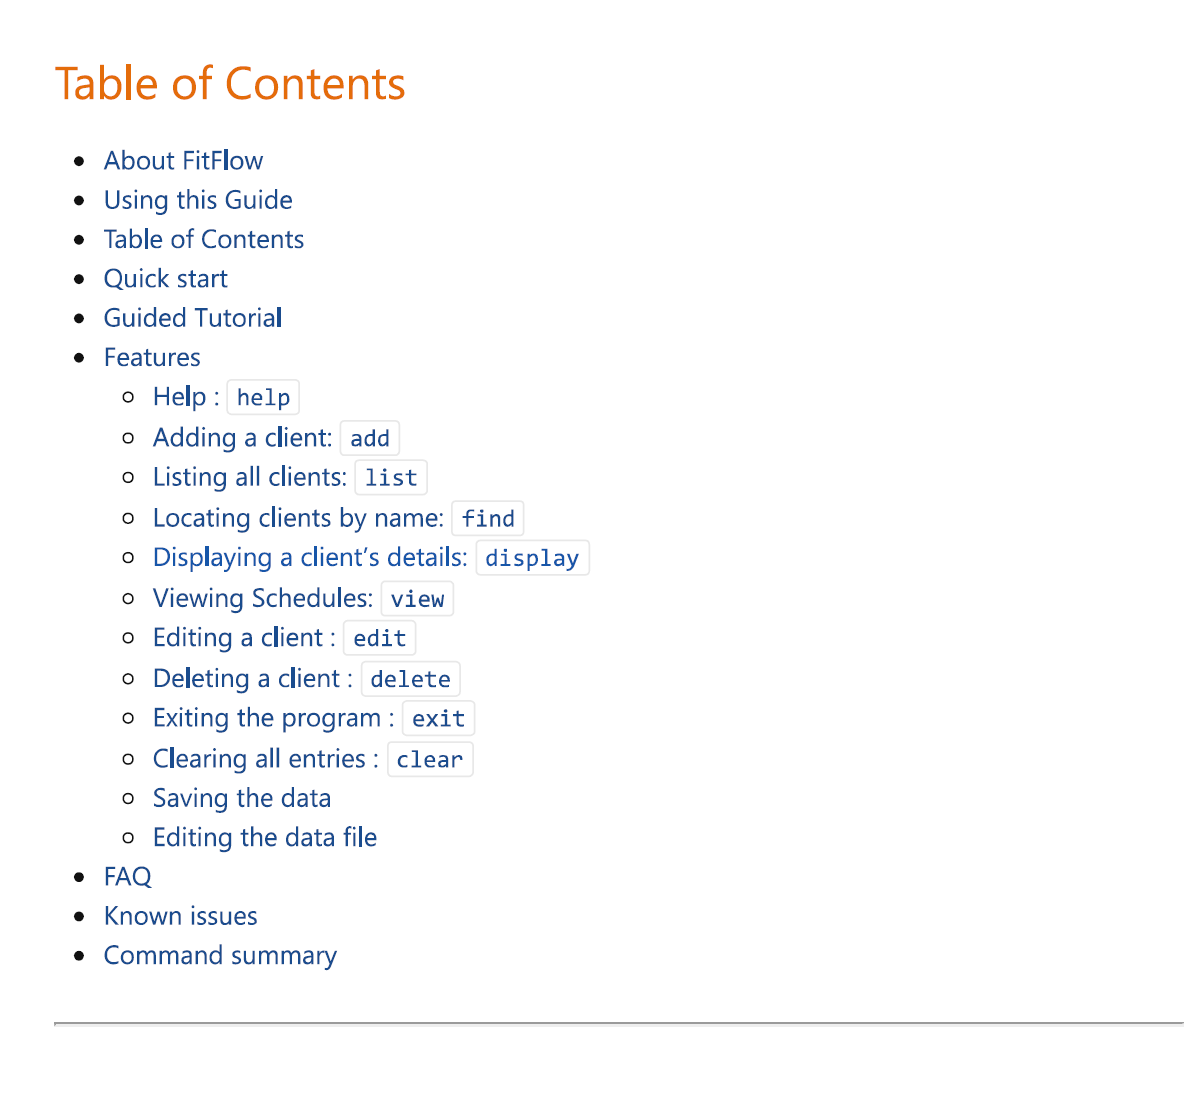 Table of Contents
About FitFlow
Using this Guide
Table of Contents
Quick start
Guided Tutorial
Features
Help : help
Adding a client: add
Listing all clients: list
Locating clients by name: find
Displaying a client’s details: display
Viewing Schedules: view
Editing a client : edit
Deleting a client : delete
Exiting the program : exit
Clearing all entries : clear
Saving the data
Editing the data file
FAQ
Known issues
Command summary